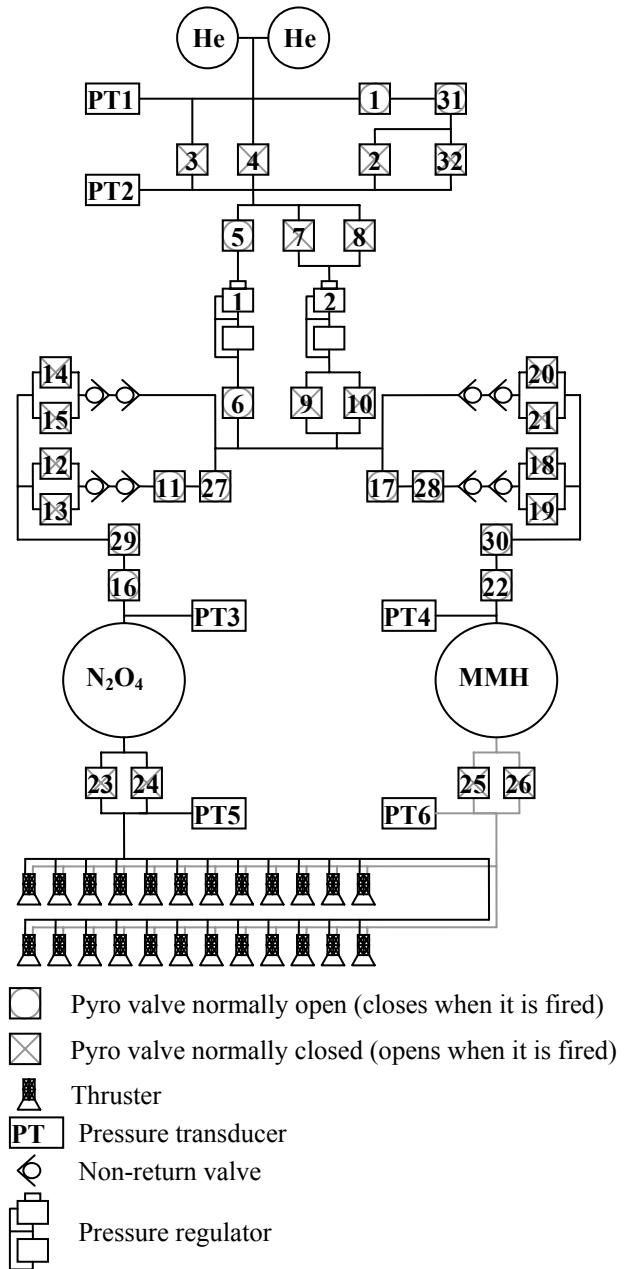 He He
PT1 1 31
3 4 2 32
PT2
5 7 8
1 2
14 20
15 6 9 10 21
12 18
11 27 17 28
13 19
29 30
16 22
PT3 PT4
N₂O₄ MMH
23 24 25 26
PT5 PT6
Pyro valve normally open (closes when it is fired)
Pyro valve normally closed (opens when it is fired)
Thruster
PT Pressure transducer
Non-return valve
Pressure regulator